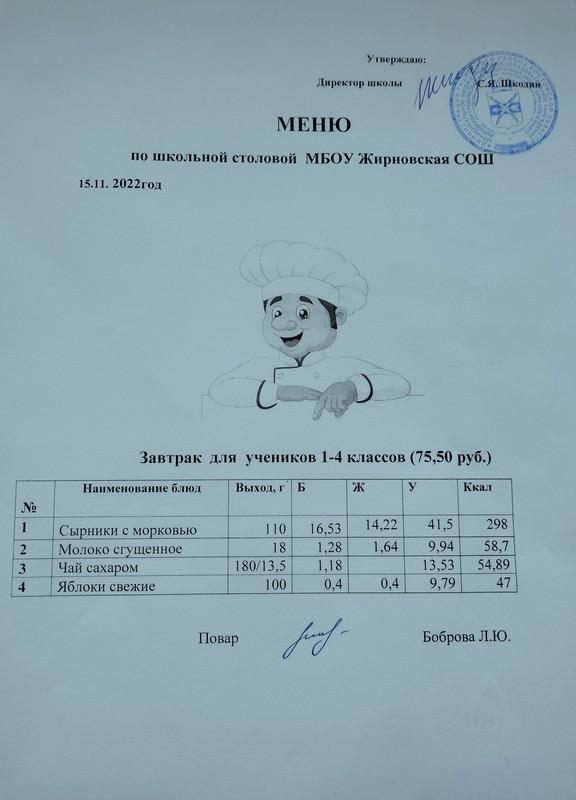 Утверждаю:
Директор школы С.Я. Шкодин
МЕНЮ
по школьной столовой МБОУ Жирновская СОШ
15.11. 2022год
Завтрак для учеников 1-4 классов (75,50 руб.)
№ Наименование блюд Выход, г Б Ж У Ккал
1 Сырники с морковью 110 16,53 14,22 41,5 298
2 Молоко сгущенное 18 1,28 1,64 9,94 58,7
3 Чай сахаром 180/13,5 1,18 13,53 54,89
4 Яблоки свежие 100 0,4 0,4 9,79 47
Повар Боброва Л.Ю.